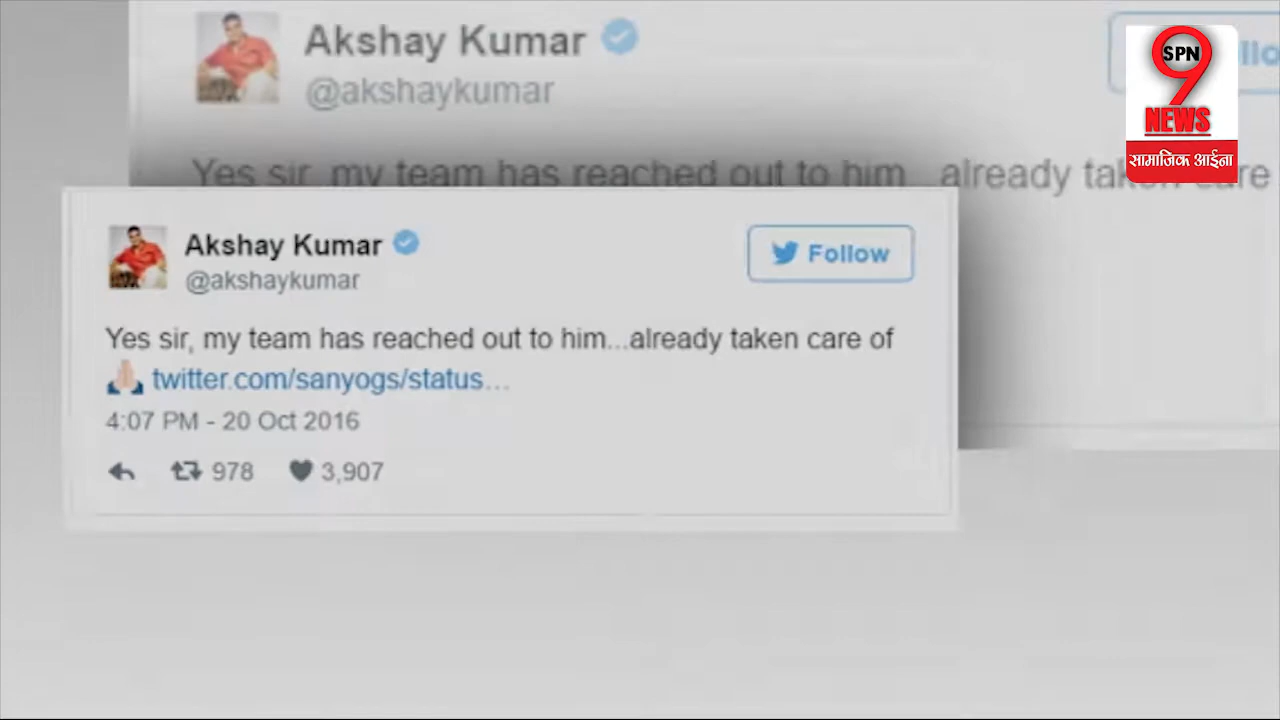 Akshay Kumar
@akshaykumar
Yes sir, my team has reached out to him...already taken care
SPN
9
NEWS
सामाजिक आईना
Akshay Kumar
@akshaykumar
Follow
Yes sir, my team has reached out to him...already taken care of
🙏🏻 twitter.com/sanyogs/status...
4:07 PM - 20 Oct 2016
978 3,907